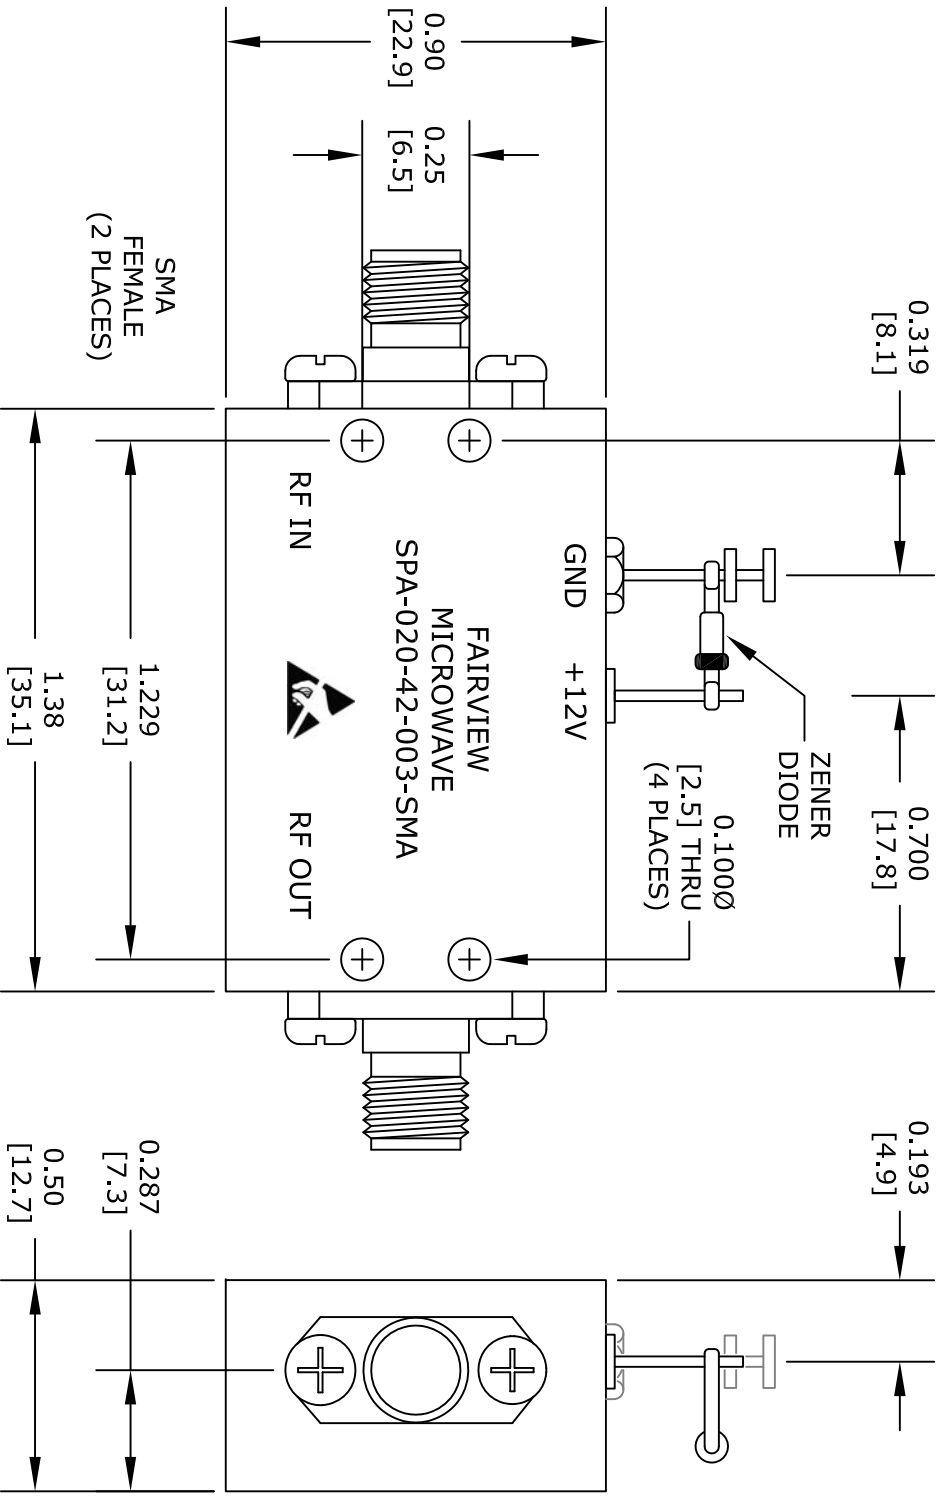 0.319
[8.1]
0.700
[17.8]
0.193
[4.9]
ZENER
DIODE
0.100Ø
[2.5] THRU
(4 PLACES)
0.90
[22.9]
0.25
[6.5]
GND
+12V
FAIRVIEW
MICROWAVE
SPA-020-42-003-SMA
RF IN
RF OUT
SMA
FEMALE
(2 PLACES)
1.229
[31.2]
1.38
[35.1]
0.287
[7.3]
0.50
[12.7]